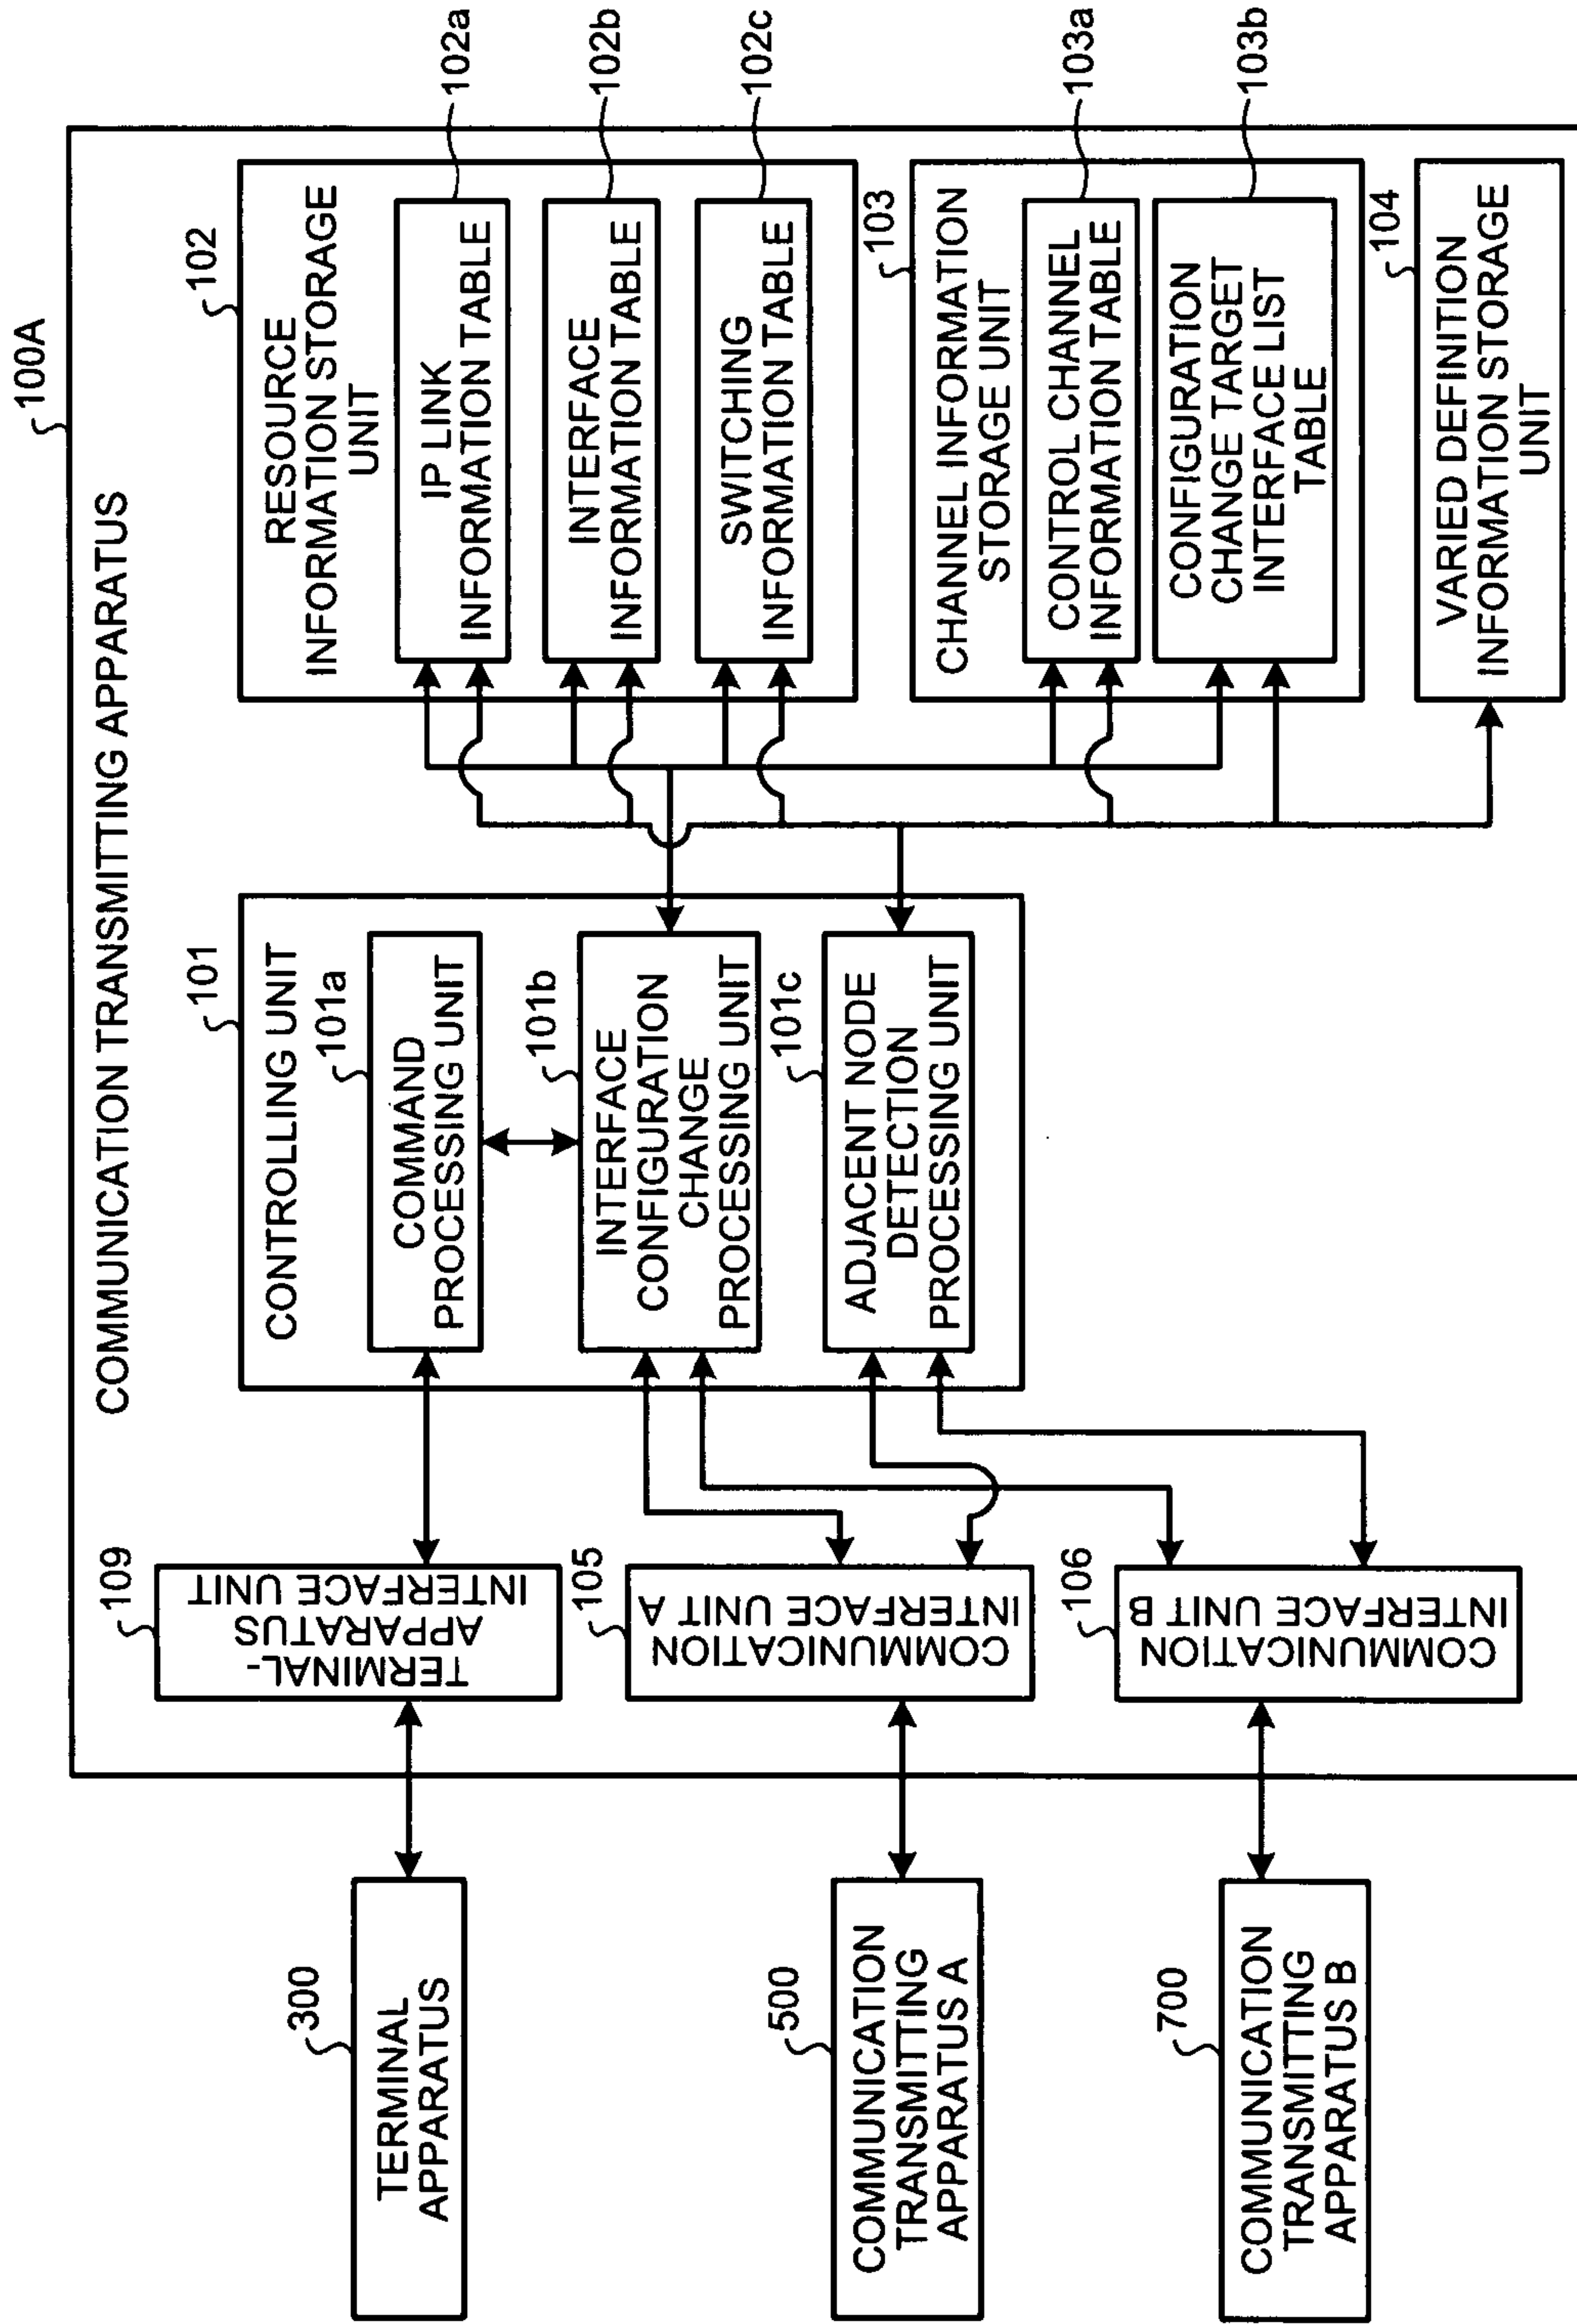 100A
COMMUNICATION TRANSMITTING APPARATUS
300
TERMINAL
APPARATUS
500
COMMUNICATION
TRANSMITTING
APPARATUS A
700
COMMUNICATION
TRANSMITTING
APPARATUS B
109
TERMINAL-
APPARATUS
INTERFACE UNIT
105
COMMUNICATION
INTERFACE UNIT A
106
COMMUNICATION
INTERFACE UNIT B
101
CONTROLLING UNIT
101a
COMMAND
PROCESSING UNIT
101b
INTERFACE
CONFIGURATION
CHANGE
PROCESSING UNIT
101c
ADJACENT NODE
DETECTION
PROCESSING UNIT
102
RESOURCE
INFORMATION STORAGE
UNIT
IP LINK
INFORMATION TABLE
102a
INTERFACE
INFORMATION TABLE
102b
SWITCHING
INFORMATION TABLE
102c
103
CHANNEL INFORMATION
STORAGE UNIT
CONTROL CHANNEL
INFORMATION TABLE
103a
CONFIGURATION
CHANGE TARGET
INTERFACE LIST
TABLE
103b
104
VARIED DEFINITION
INFORMATION STORAGE
UNIT